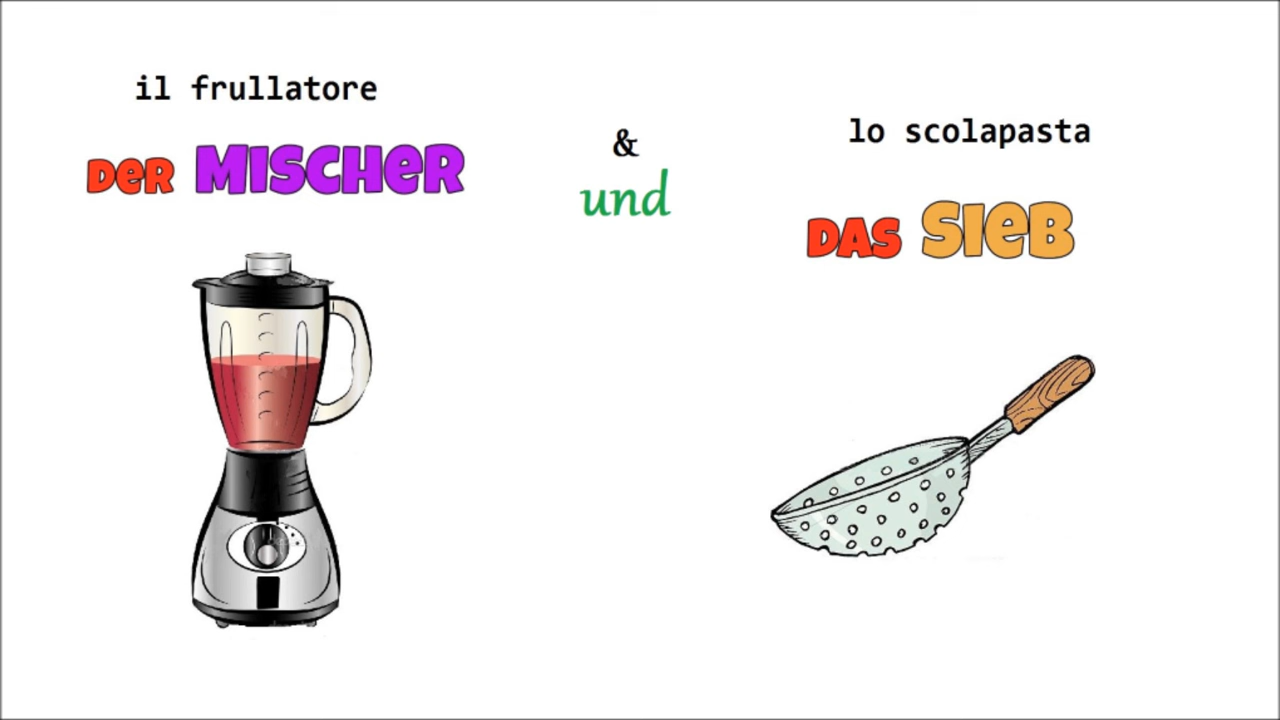 il frullatore
DER MISCHER
&
und
lo scolapasta
DAS SIEB